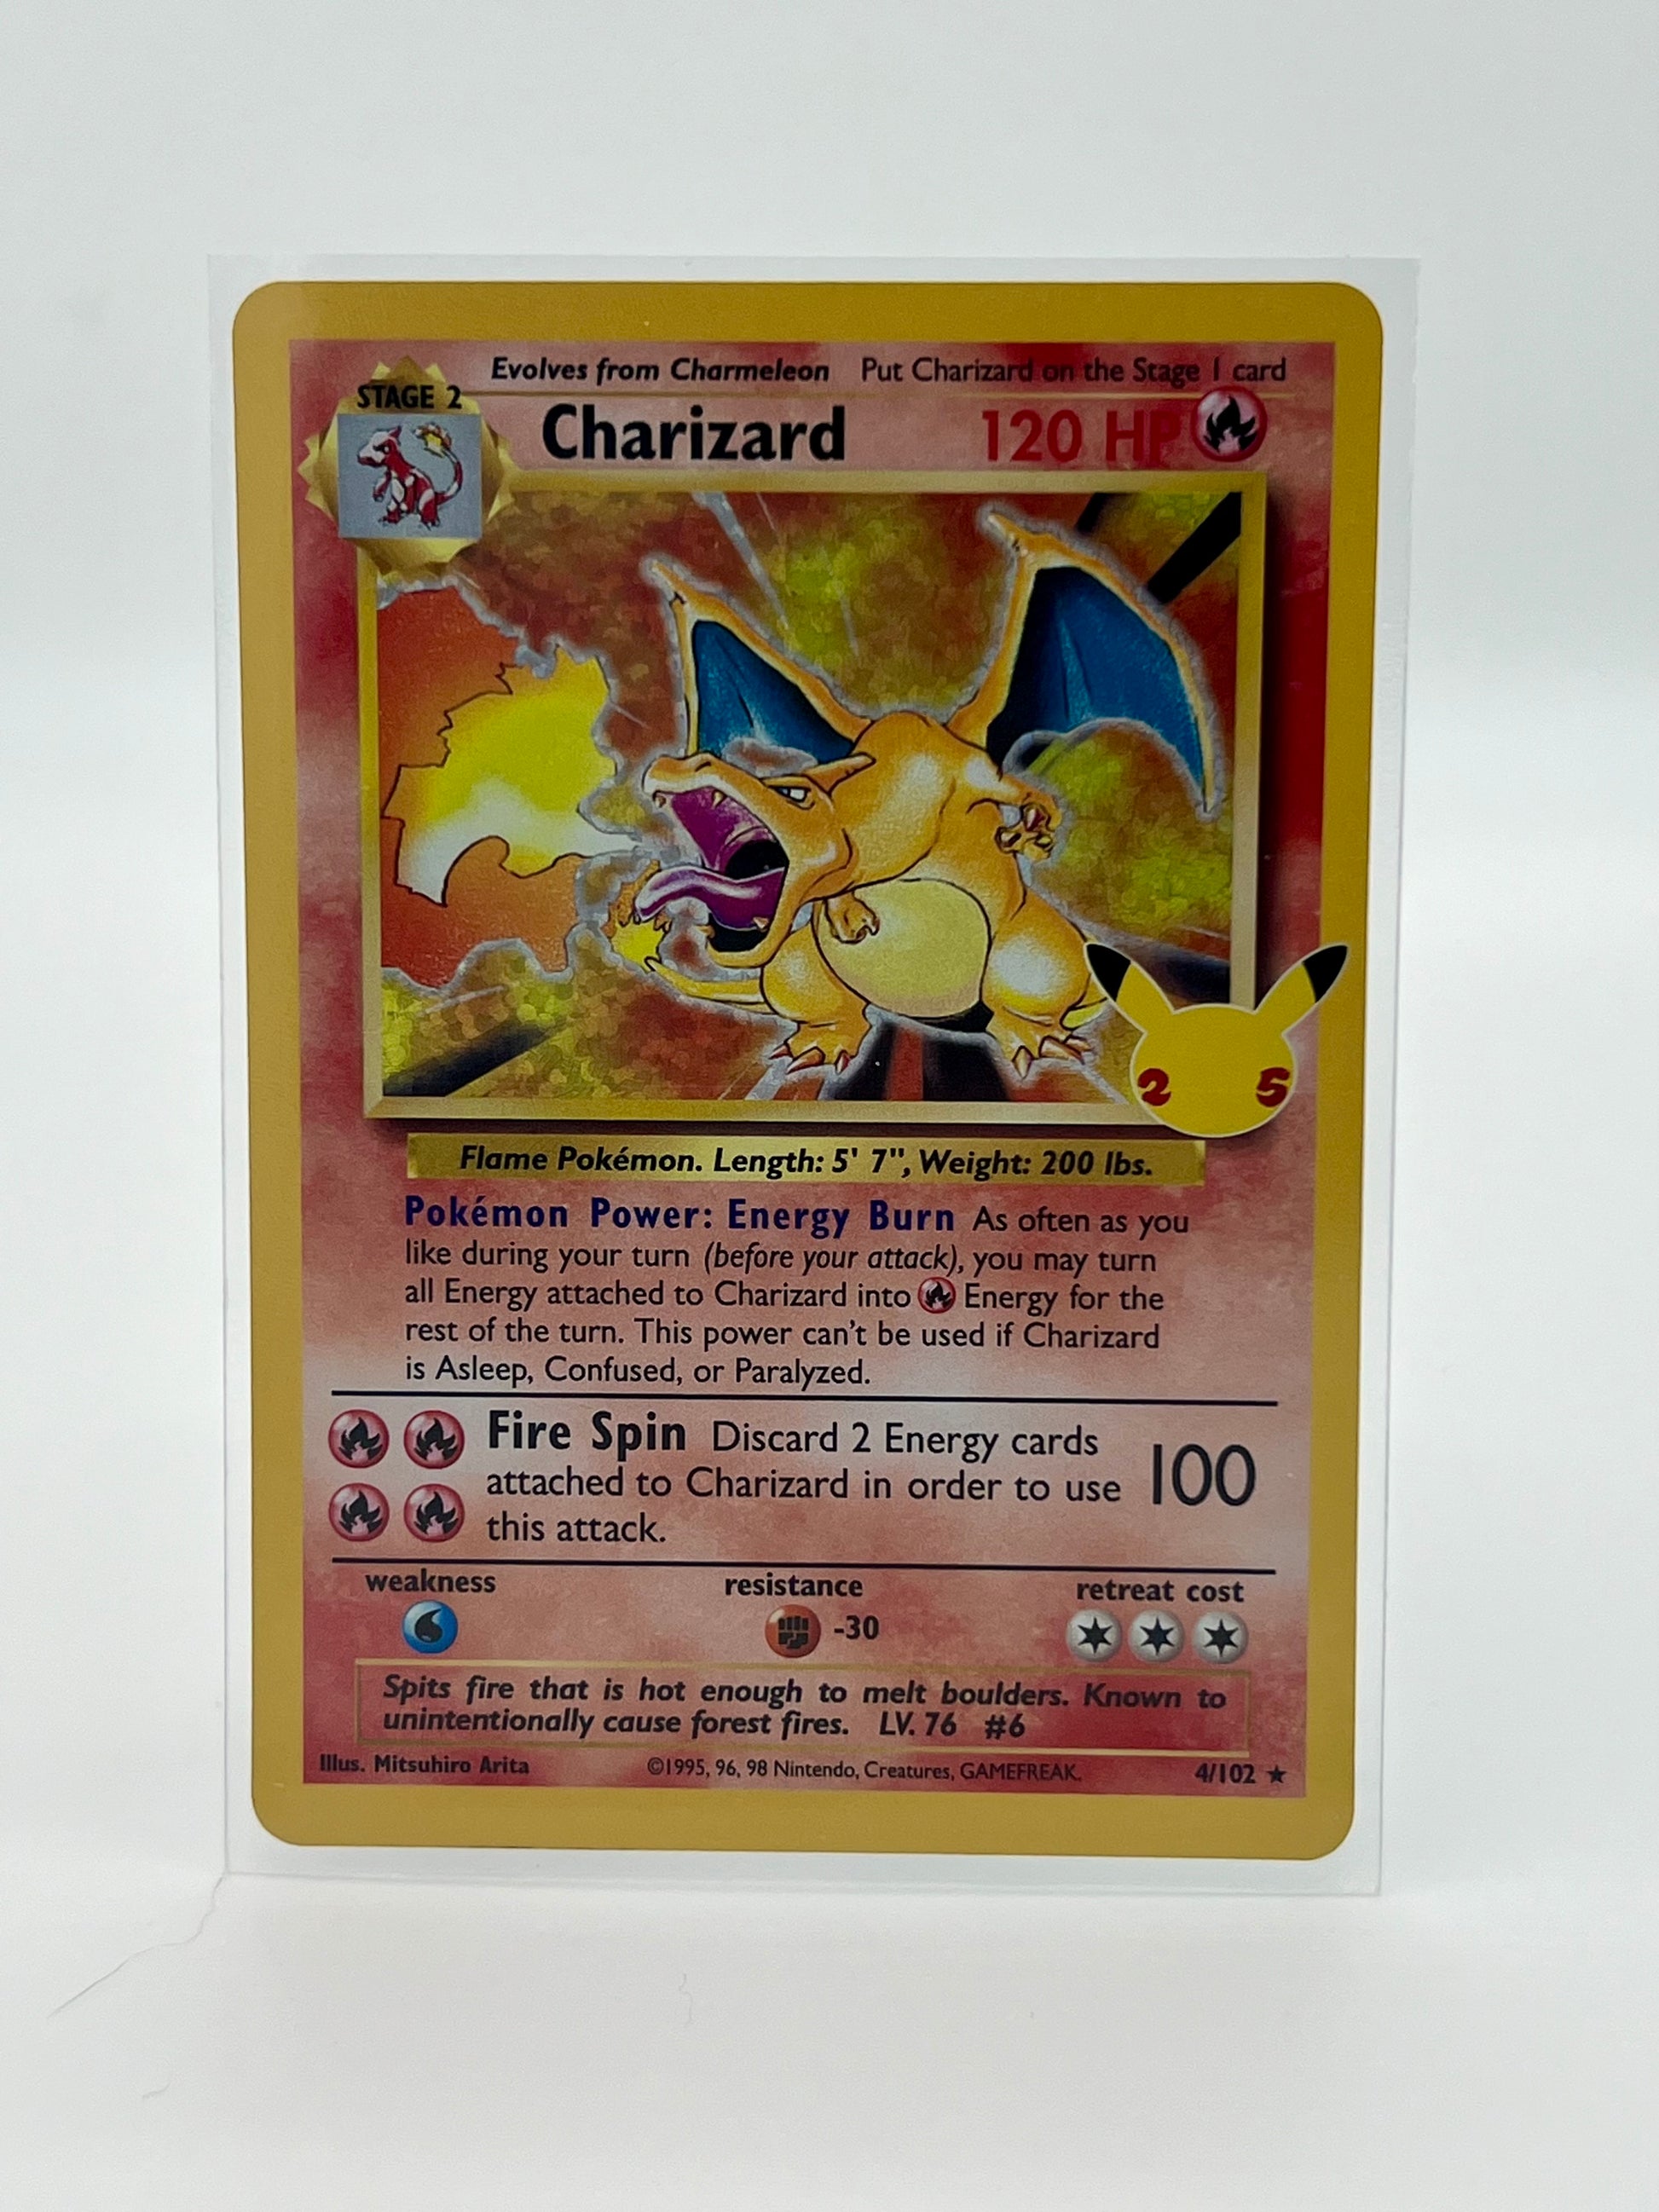 Evolves from Charmeleon Put Charizard on the Stage 1 card
STAGE 2
Charizard 120 HP
2 5
Flame Pokémon. Length: 5' 7", Weight: 200 lbs.
Pokémon Power: Energy Burn As often as you
like during your turn (before your attack), you may turn
all Energy attached to Charizard into Energy for the
rest of the turn. This power can't be used if Charizard
is Asleep, Confused, or Paralyzed.
Fire Spin Discard 2 Energy cards
attached to Charizard in order to use 100
this attack.
weakness resistance retreat cost
-30
Spits fire that is hot enough to melt boulders. Known to
unintentionally cause forest fires. LV. 76 #6
Illus. Mitsuhiro Arita ©1995, 96, 98 Nintendo, Creatures, GAMEFREAK. 4/102 ★